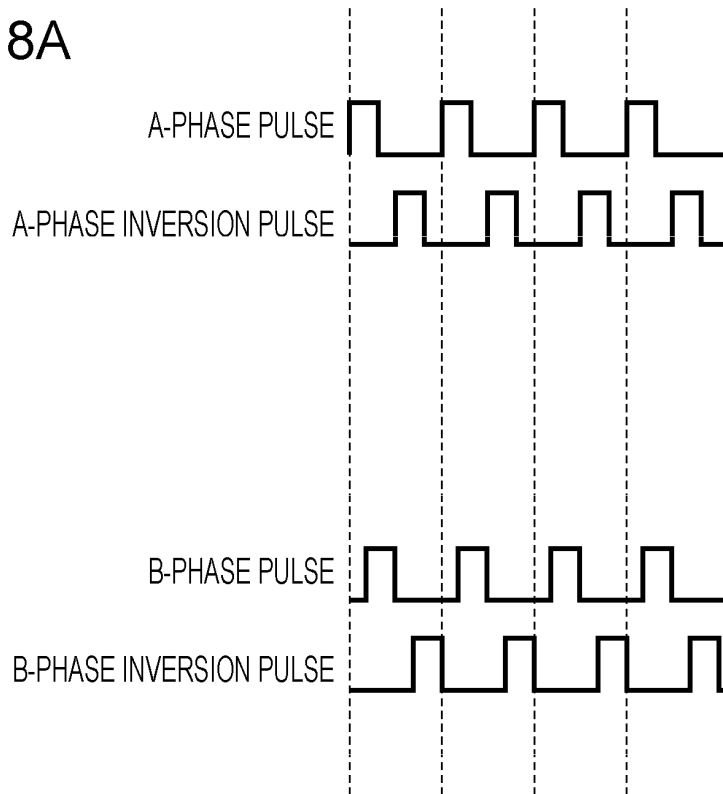 8A
A-PHASE PULSE
A-PHASE INVERSION PULSE
B-PHASE PULSE
B-PHASE INVERSION PULSE